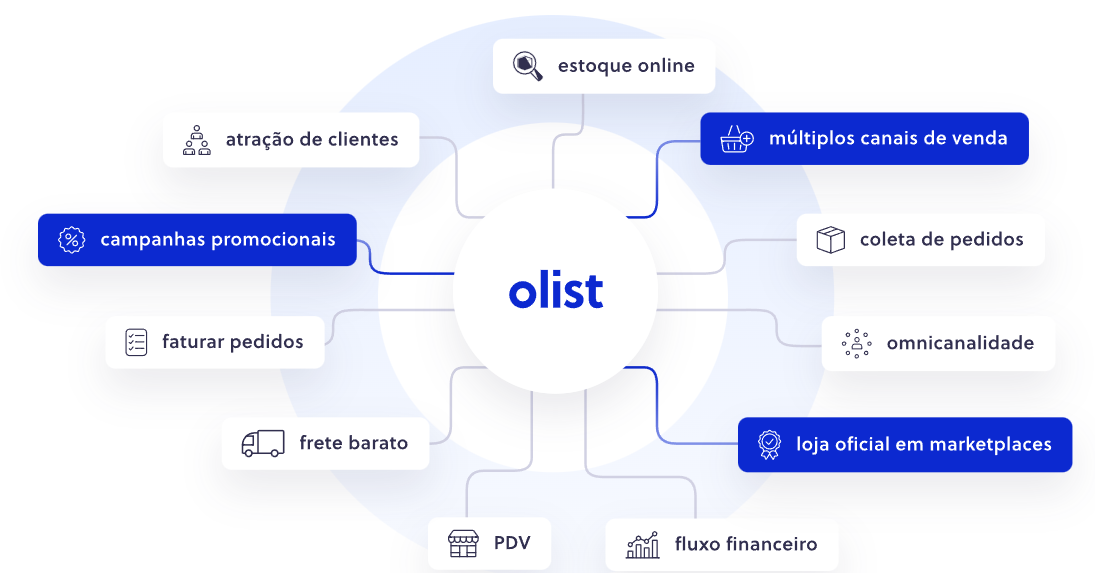 estoque online
atração de clientes
múltiplos canais de venda
campanhas promocionais
coleta de pedidos
olist
faturar pedidos
omnicanalidade
frete barato
loja oficial em marketplaces
PDV
fluxo financeiro